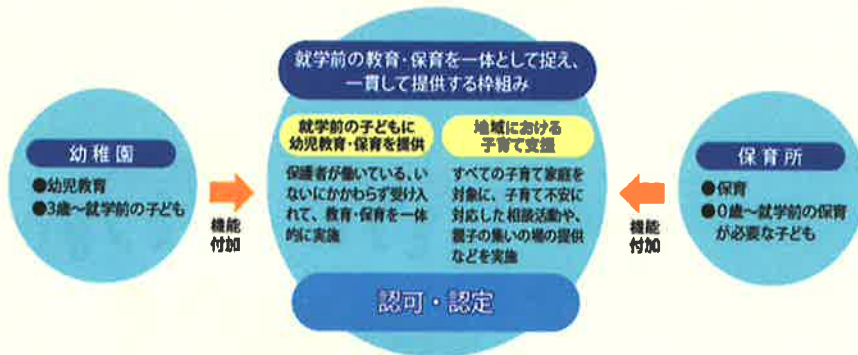 就学前の教育・保育を一体として捉え、
一貫して提供する枠組み
幼稚園
●幼児教育
●3歳～就学前の子ども
機能
付加
就学前の子どもに
幼児教育・保育を提供
保護者が働いている、い
ないにかかわらず受け入
れて、教育・保育を一体
的に実施
地域における
子育て支援
すべての子育て家庭を
対象に、子育て不安に
対応した相談活動や、
親子の集いの場の提供
などを実施
機能
付加
保育所
●保育
●0歳～就学前の保育
が必要な子ども
認可・認定